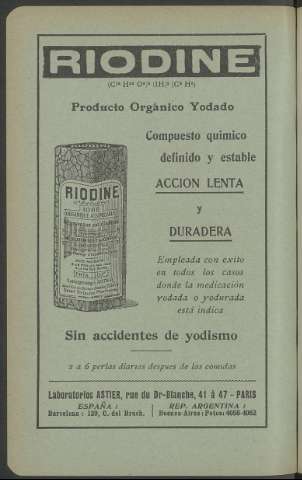 RIODINE
Producto Orgánico Yodado
Compuesto químico
definido y estable
ACCION LENTA
y
DURADERA
RIODINE
Empleada con exito
en todos los casos
donde la medicación
yodada o yodurada
está indica
Sin accidentes de yodismo
2 a 6 perlas diarias despues de las comidas
Laboratorios ASTIER, rue du Dr-Blanche, 41 à 47 - PARIS
ESPAÑA :
Barcelona : 129, C. del Bruch.
REP. ARGENTINA :
Buenos-Aires : Potosi 4056-4062